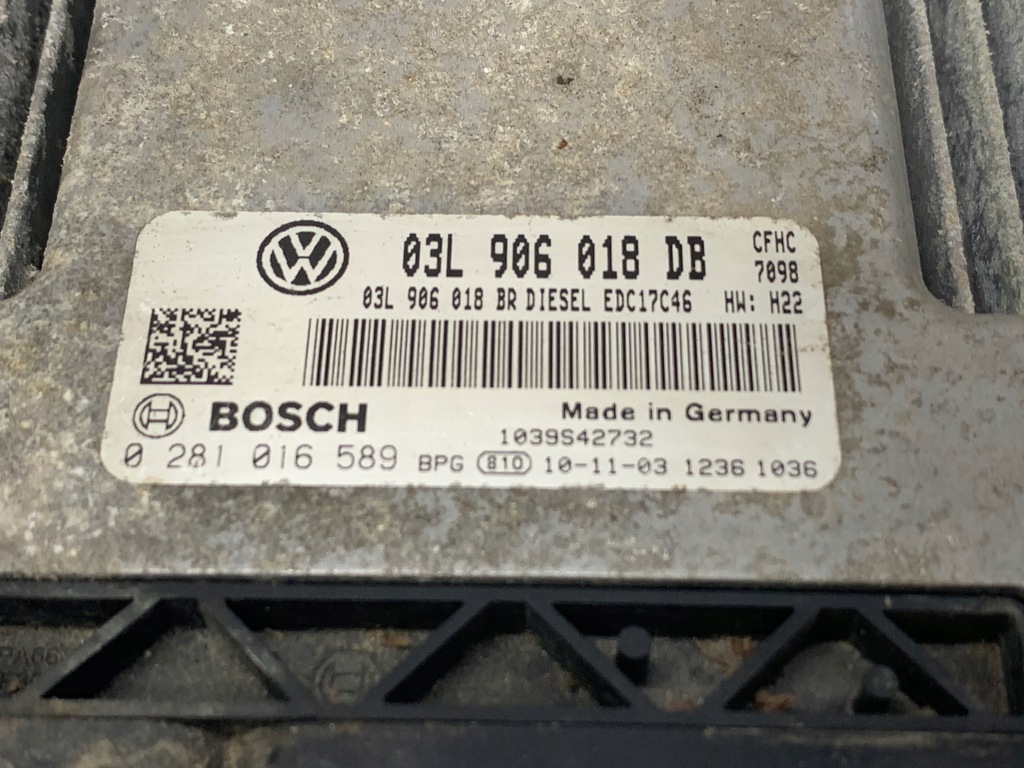 03L 906 018 DB
CFHC
7098
03L 906 018 BR DIESEL EDC17C46 HW: H22
BOSCH
Made in Germany
1039S42732
0 281 016 589 BPG 810 10-11-03 1236 1036
PA66